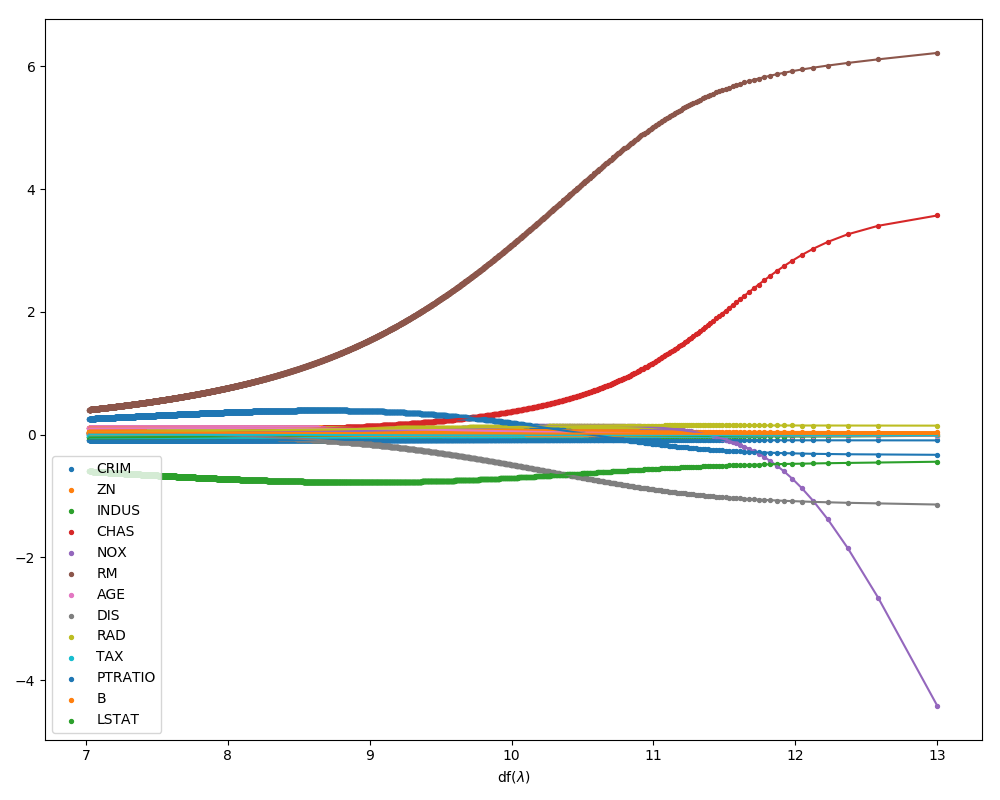 6
4
2
0
−2
−4
CRIM
ZN
INDUS
CHAS
NOX
RM
AGE
DIS
RAD
TAX
PTRATIO
B
LSTAT
7 8 9 10 11 12 13
df(λ)